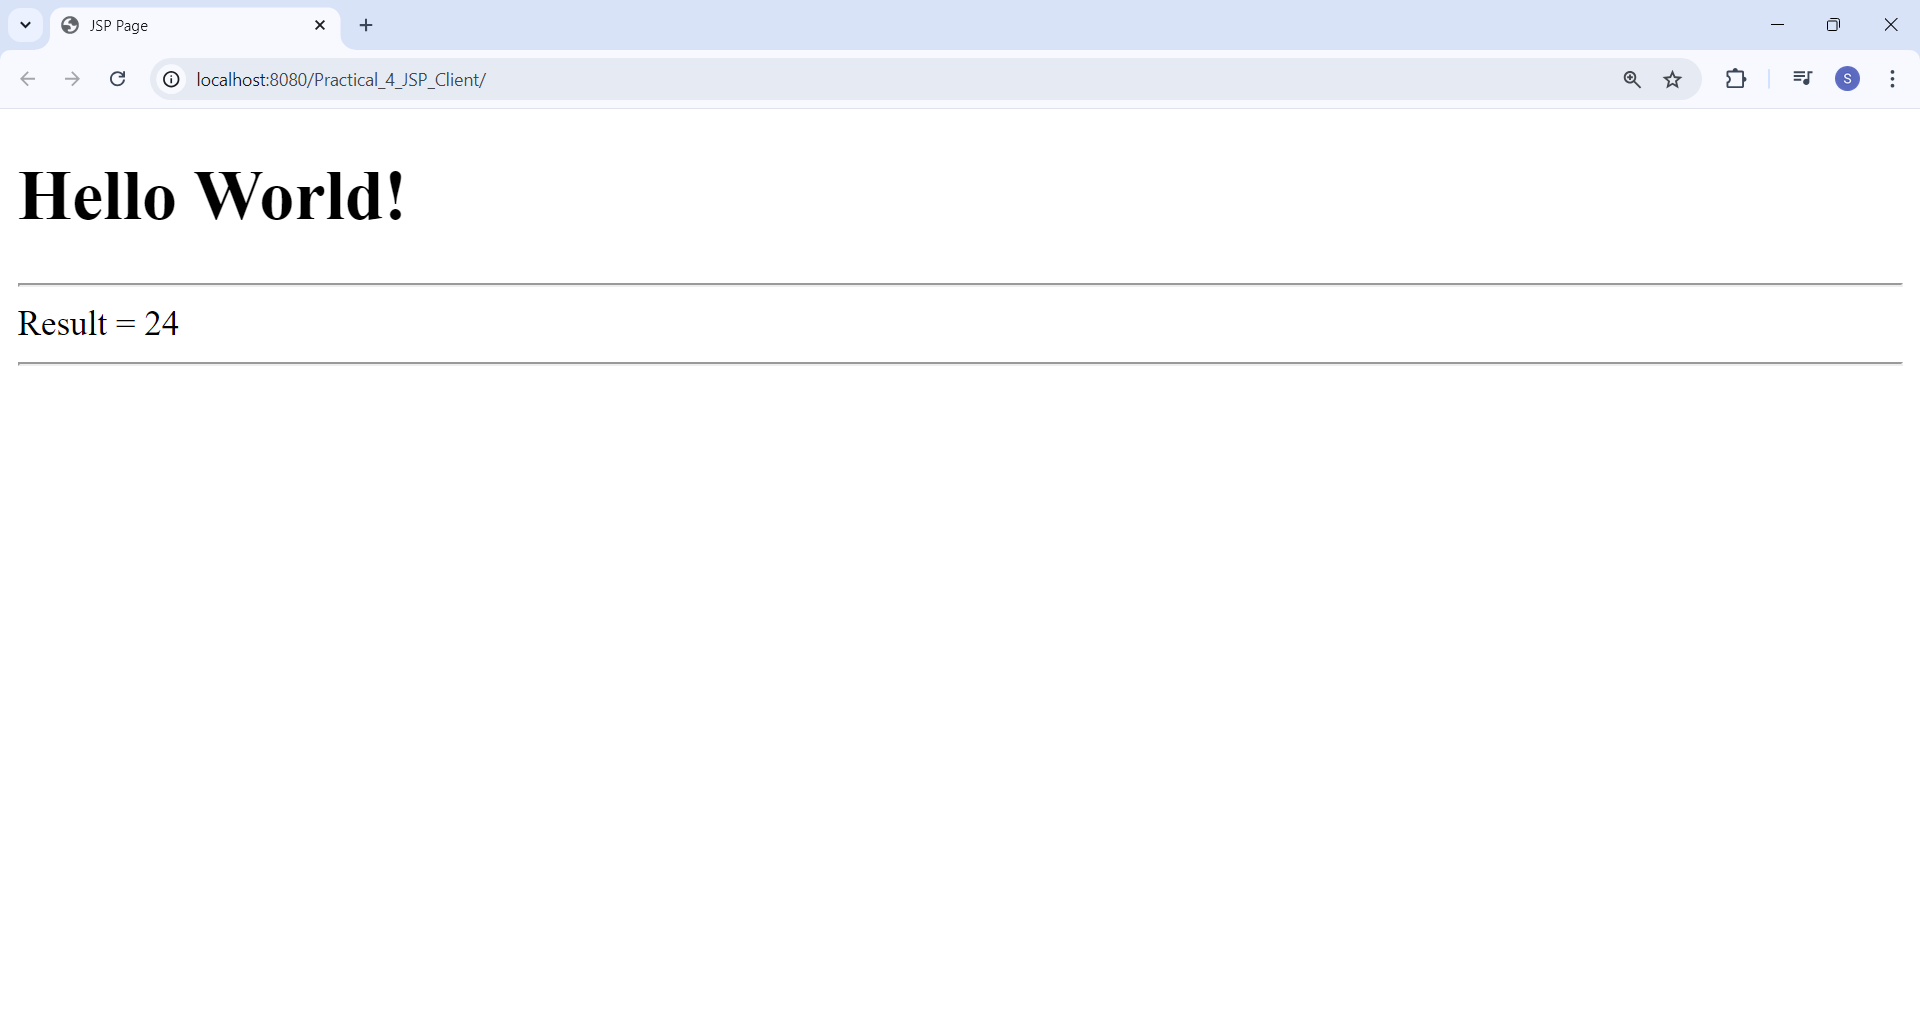 JSP Page
localhost:8080/Practical_4_JSP_Client/
S
Hello World!
Result = 24